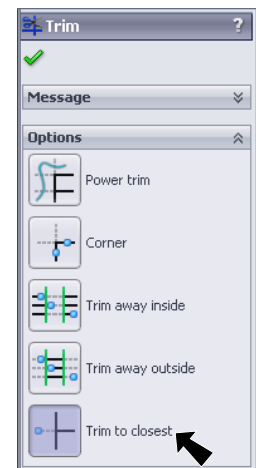 Trim ?
Message
Options
Power trim
Corner
Trim away inside
Trim away outside
Trim to closest